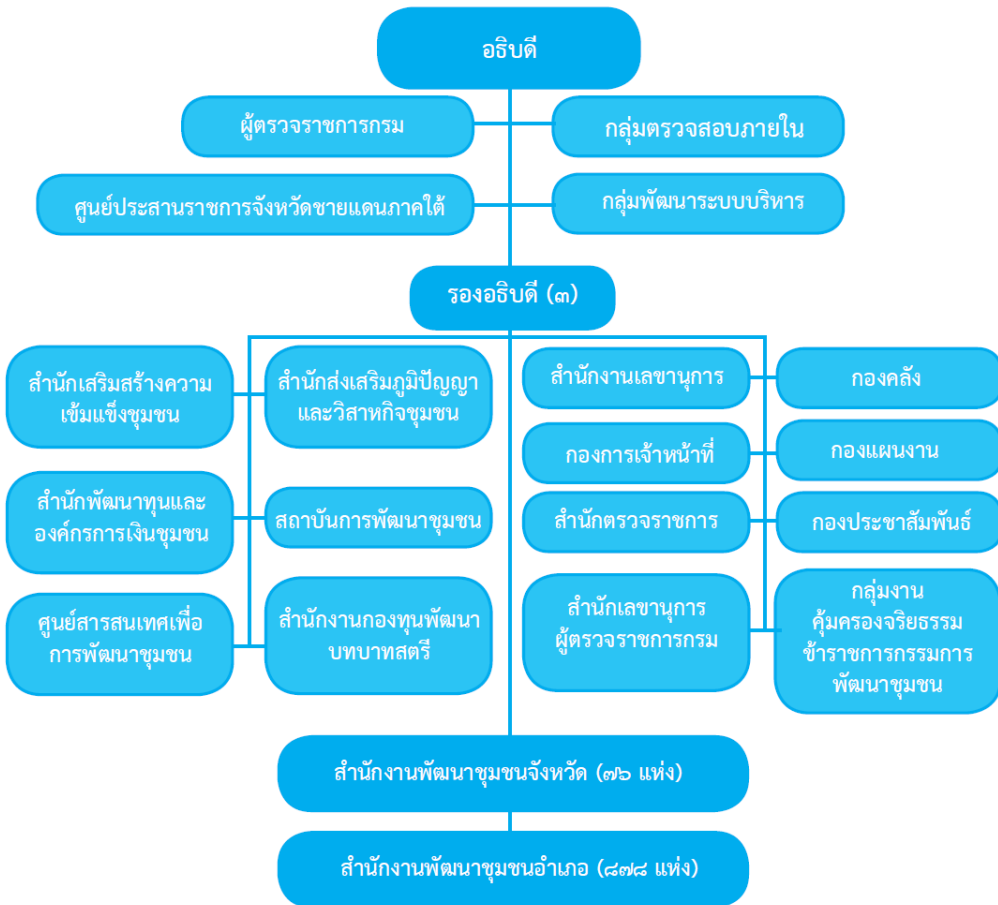 อธิบดี
ผู้ตรวจราชการกรม
กลุ่มตรวจสอบภายใน
ศูนย์ประสานราชการจังหวัดชายแดนภาคใต้
กลุ่มพัฒนาระบบบริหาร
รองอธิบดี (๓)
สำนักเสริมสร้างความ
เข้มแข็งชุมชน
สำนักส่งเสริมภูมิปัญญา
และวิสาหกิจชุมชน
สำนักงานเลขานุการ
กองคลัง
กองการเจ้าหน้าที่
กองแผนงาน
สำนักพัฒนาทุนและ
องค์กรการเงินชุมชน
สถาบันการพัฒนาชุมชน
สำนักตรวจราชการ
กองประชาสัมพันธ์
ศูนย์สารสนเทศเพื่อ
การพัฒนาชุมชน
สำนักงานกองทุนพัฒนา
บทบาทสตรี
สำนักเลขานุการ
ผู้ตรวจราชการกรม
กลุ่มงาน
คุ้มครองจริยธรรม
ข้าราชการกรรมการ
พัฒนาชุมชน
สำนักงานพัฒนาชุมชนจังหวัด (๗๖ แห่ง)
สำนักงานพัฒนาชุมชนอำเภอ (๘๗๘ แห่ง)